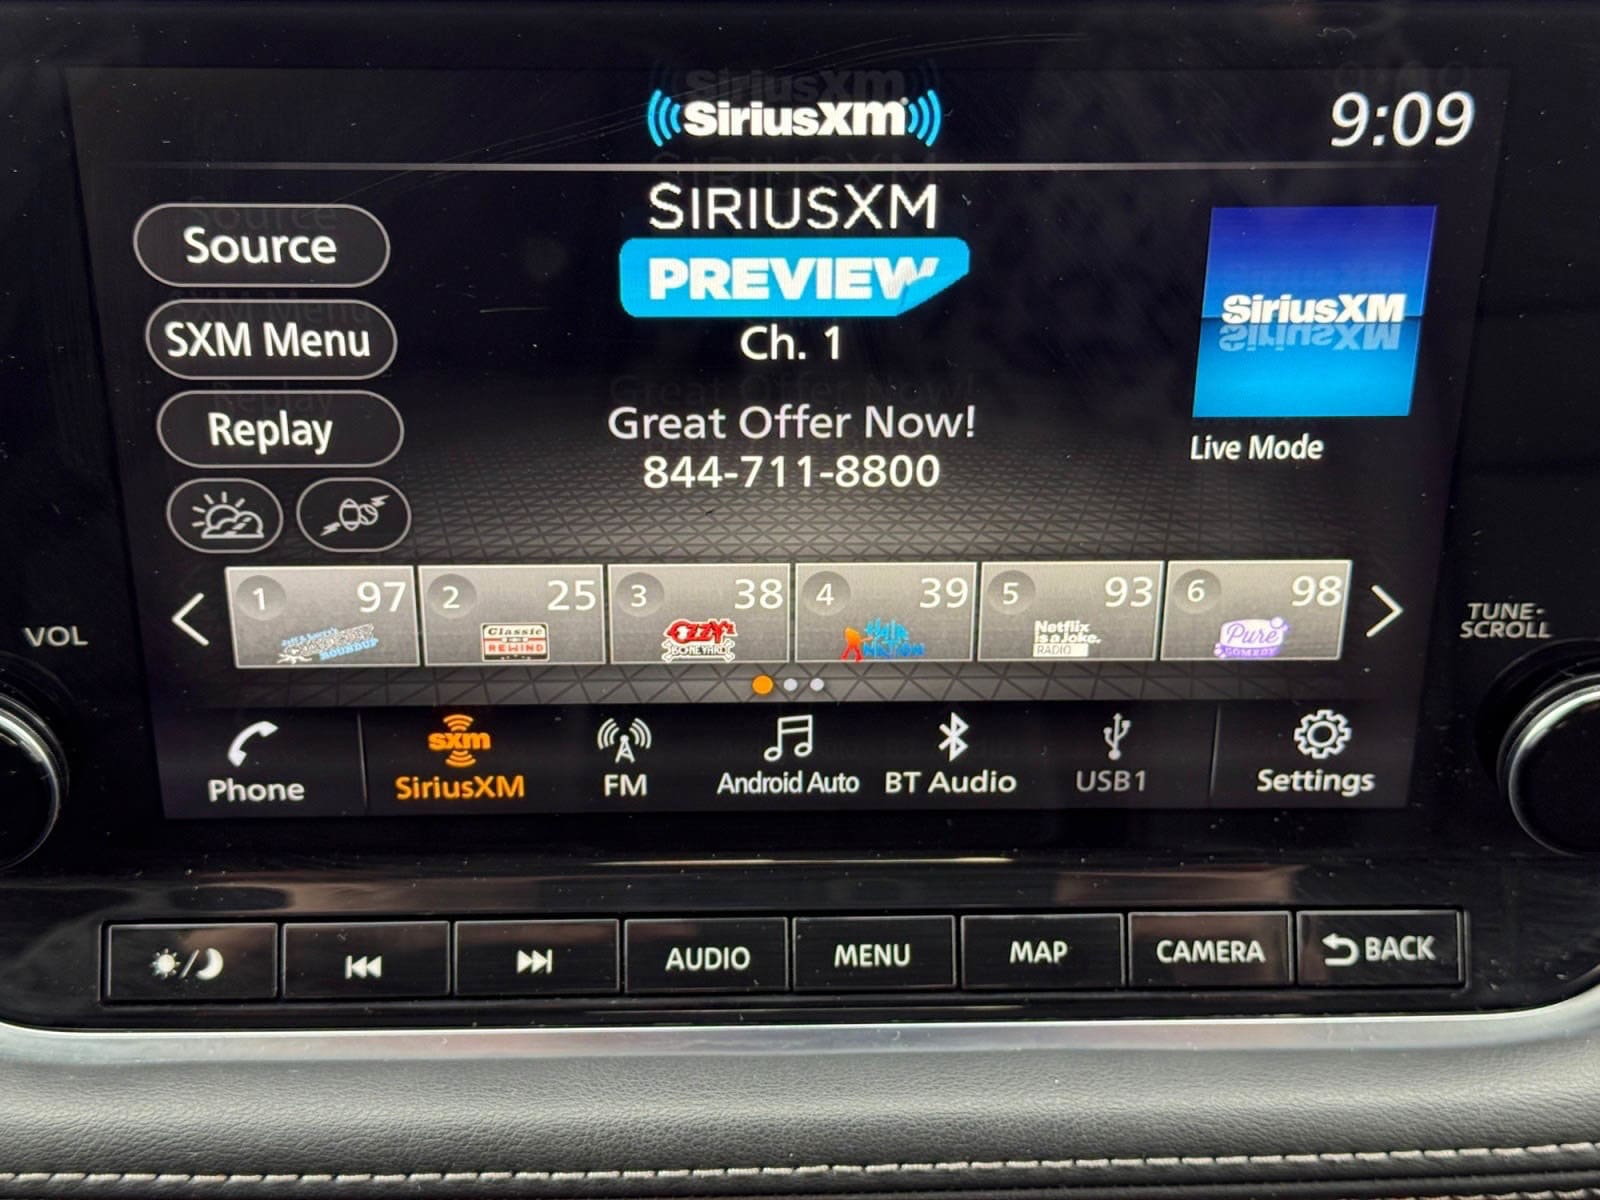 SiriusXM
9:09
SIRIUSXM
PREVIEW
Ch. 1
Great Offer Now!
844-711-8800
Source
SXM Menu
Replay
SiriusXM
Live Mode
VOL
TUNE·
SCROLL
1 97
2 25
Classic
REWIND
3 38
OZZY'S
BONEYARD
4 39
HAIR
NATION
5 93
Netflix
Is a Joke.
RADIO
6 98
Pure
COMEDY
Phone
sxm
SiriusXM
FM
Android Auto
BT Audio
USB1
Settings
AUDIO
MENU
MAP
CAMERA
BACK